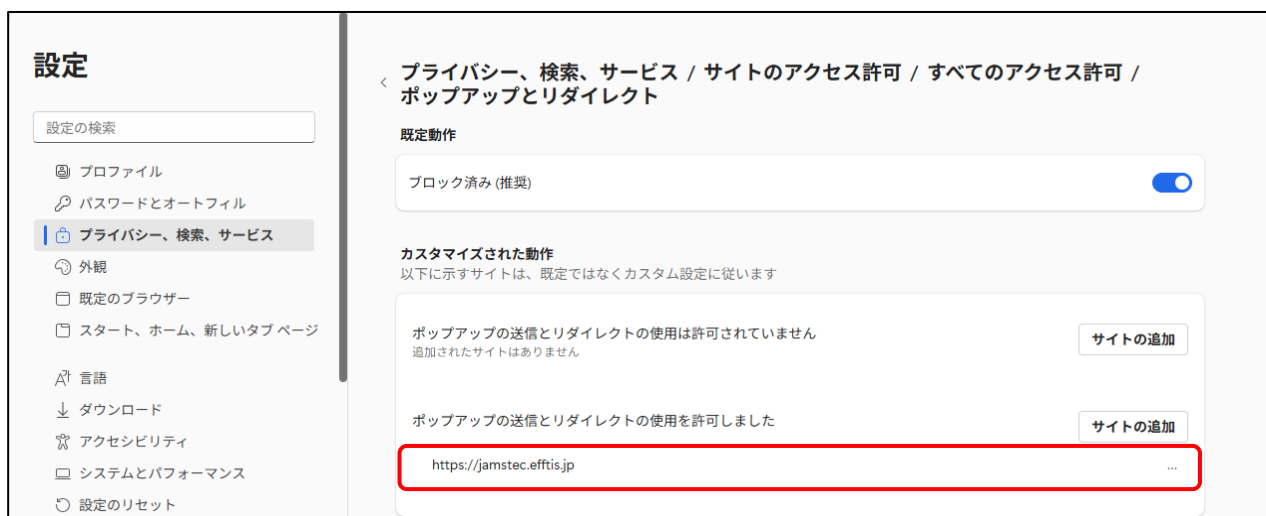 設定
設定の検索
プロファイル
パスワードとオートフィル
プライバシー、検索、サービス
外観
既定のブラウザー
スタート、ホーム、新しいタブ ページ
言語
ダウンロード
アクセシビリティ
システムとパフォーマンス
設定のリセット
プライバシー、検索、サービス / サイトのアクセス許可 / すべてのアクセス許可 /
ポップアップとリダイレクト
既定動作
ブロック済み (推奨)
カスタマイズされた動作
以下に示すサイトは、既定ではなくカスタム設定に従います
ポップアップの送信とリダイレクトの使用は許可されていません
追加されたサイトはありません
サイトの追加
ポップアップの送信とリダイレクトの使用を許可しました
サイトの追加
https://jamstec.efftis.jp